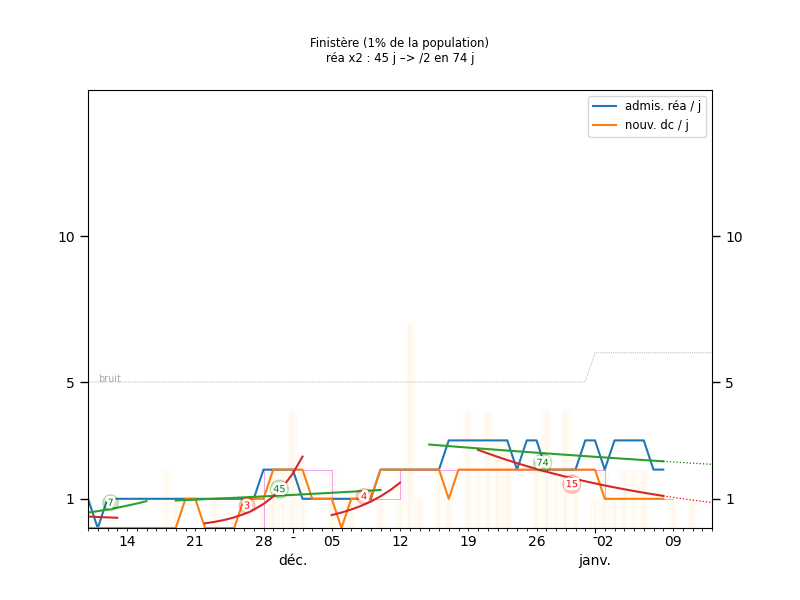 Finistère (1% de la population)
réa x2 : 45 j –> /2 en 74 j
admis. réa / j
nouv. dc / j
10 10
5 5
bruit
74
15
45
7
3
4
1 1
14 21 28 05 12 19 26 02 09
déc. janv.